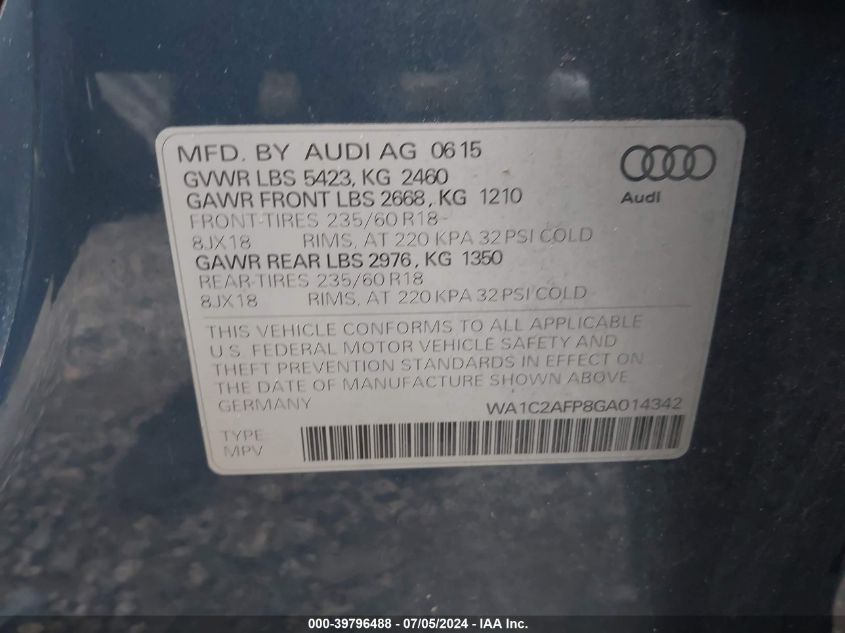 MFD. BY AUDI AG 0615
GVWR LBS 5423, KG 2460
GAWR FRONT LBS 2668, KG 1210
FRONT-TIRES 235/60 R18
8JX18 RIMS, AT 220 KPA 32 PSI COLD
GAWR REAR LBS 2976, KG 1350
REAR-TIRES 235/60 R18
8JX18 RIMS, AT 220 KPA 32 PSI COLD
Audi
THIS VEHICLE CONFORMS TO ALL APPLICABLE
U.S. FEDERAL MOTOR VEHICLE SAFETY AND
THEFT PREVENTION STANDARDS IN EFFECT ON
THE DATE OF MANUFACTURE SHOWN ABOVE
GERMANY WA1C2AFP8GA014342
TYPE:
MPV
000-39796488 - 07/05/2024 - IAA, Inc.